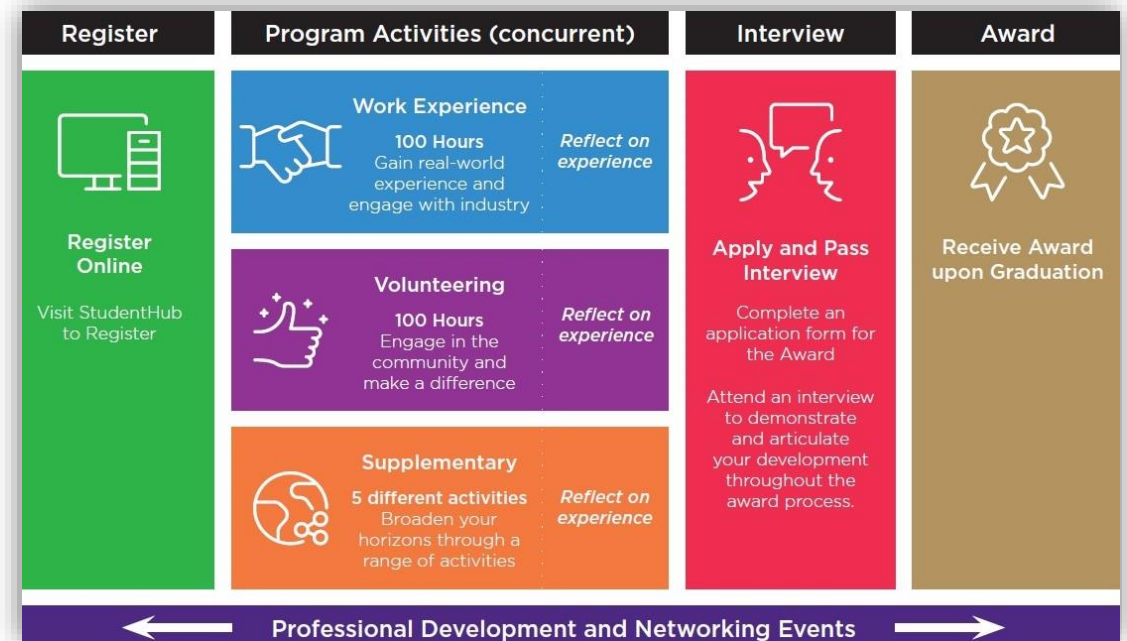 Register
Program Activities (concurrent)
Interview
Award
Register
Online
Visit StudentHub
to Register
Work Experience
100 Hours
Gain real-world
experience and
engage with industry
Reflect on
experience
Volunteering
100 Hours
Engage in the
community and
make a difference
Reflect on
experience
Supplementary
5 different activities
Broaden your
horizons through a
range of activities
Reflect on
experience
Apply and Pass
Interview
Complete an
application form for
the Award
Attend an interview
to demonstrate
and articulate
your development
throughout the
award process.
Receive Award
upon Graduation
Professional Development and Networking Events